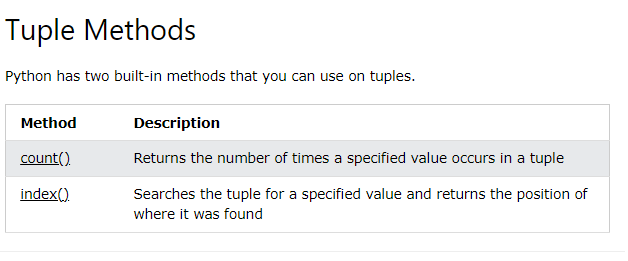 Tuple Methods
Python has two built-in methods that you can use on tuples.
Method Description
count() Returns the number of times a specified value occurs in a tuple
index() Searches the tuple for a specified value and returns the position of
where it was found